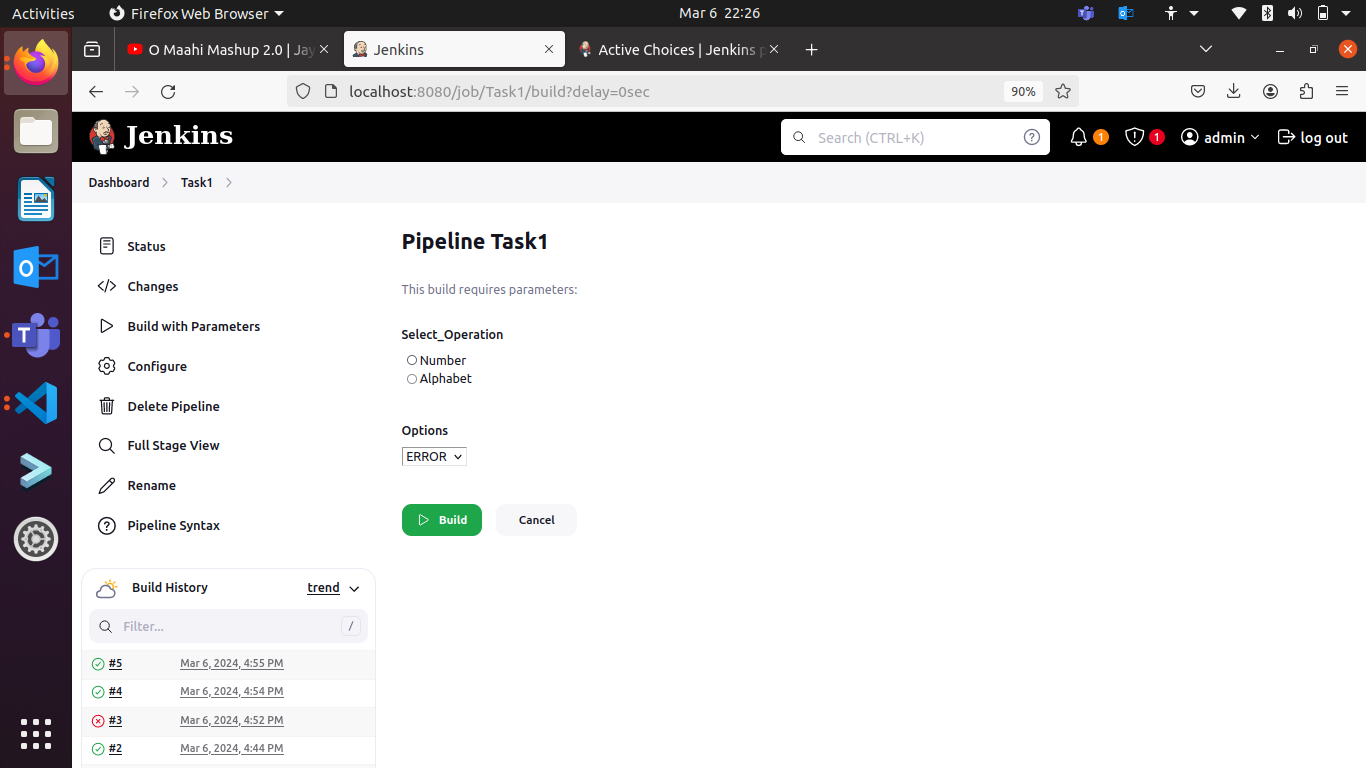 Activities Firefox Web Browser Mar 6 22:26
O Maahi Mashup 2.0 | Jay Jenkins Active Choices | Jenkins p
localhost:8080/job/Task1/build?delay=0sec 90%
Jenkins Search (CTRL+K) 1 1 admin log out
Dashboard Task1
Status
Changes
Build with Parameters
Configure
Delete Pipeline
Full Stage View
Rename
Pipeline Syntax
Build History trend
Filter... /
#5 Mar 6, 2024, 4:55 PM
#4 Mar 6, 2024, 4:54 PM
#3 Mar 6, 2024, 4:52 PM
#2 Mar 6, 2024, 4:44 PM
Pipeline Task1
This build requires parameters:
Select_Operation
Number
Alphabet
Options
ERROR
Build Cancel